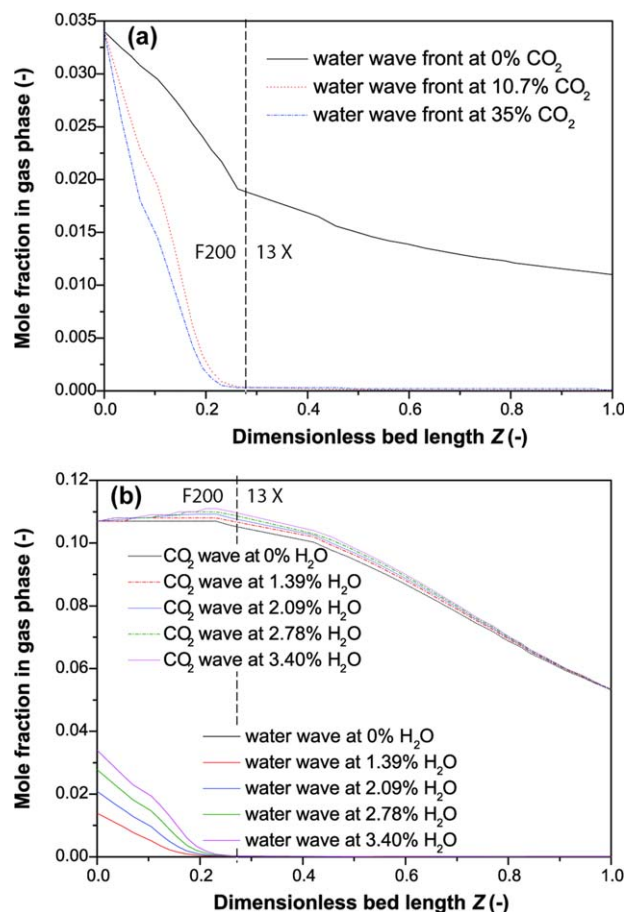 (a)
water wave front at 0% CO₂
water wave front at 10.7% CO₂
water wave front at 35% CO₂
F200 13 X
Mole fraction in gas phase (-)
0.035
0.030
0.025
0.020
0.015
0.010
0.005
0.000
0.0 0.2 0.4 0.6 0.8 1.0
Dimensionless bed length Z (-)
(b)
F200 13 X
CO₂ wave at 0% H₂O
CO₂ wave at 1.39% H₂O
CO₂ wave at 2.09% H₂O
CO₂ wave at 2.78% H₂O
CO₂ wave at 3.40% H₂O
water wave at 0% H₂O
water wave at 1.39% H₂O
water wave at 2.09% H₂O
water wave at 2.78% H₂O
water wave at 3.40% H₂O
Mole fraction in gas phase (-)
0.12
0.10
0.08
0.06
0.04
0.02
0.00
0.0 0.2 0.4 0.6 0.8 1.0
Dimensionless bed length Z (-)